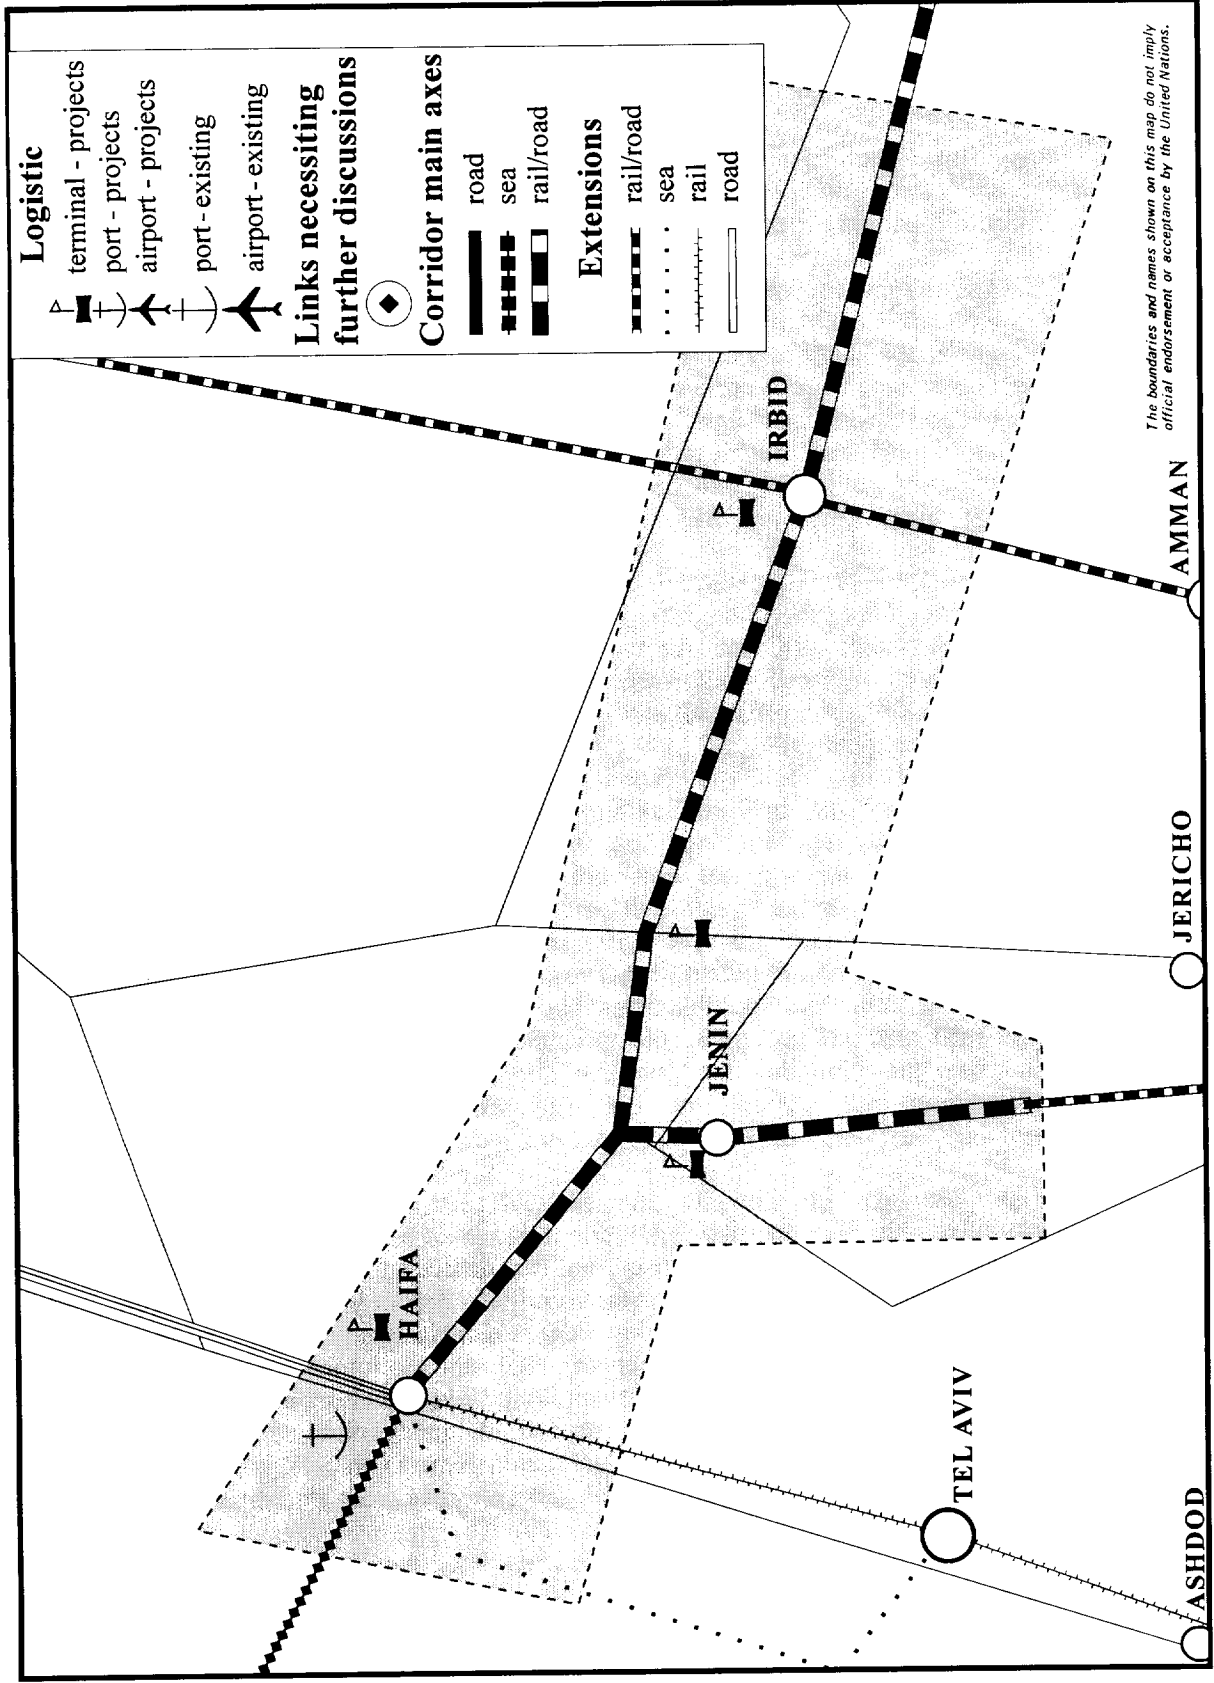 Logistic
terminal - projects
port - projects
airport - projects
port - existing
airport - existing
Links necessiting
further discussions
Corridor main axes
road
sea
rail/road
Extensions
rail/road
sea
rail
road
IRBID
HAIFA
JENIN
TEL AVIV
ASHDOD
JERICHO
AMMAN
The boundaries and names shown on this map do not imply
official endorsement or acceptance by the United Nations.